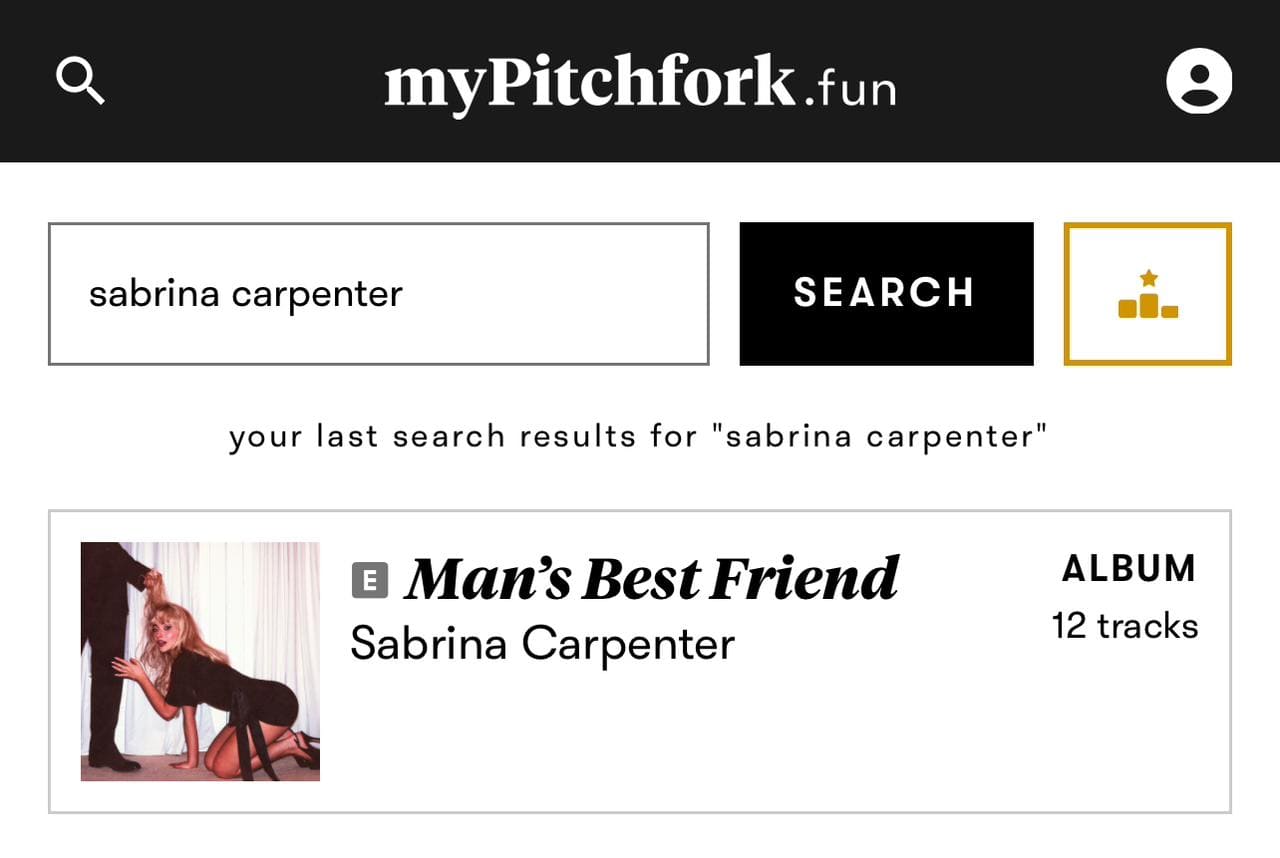 myPitchfork.fun
sabrina carpenter
SEARCH
your last search results for "sabrina carpenter"
E Man’s Best Friend
Sabrina Carpenter
ALBUM
12 tracks